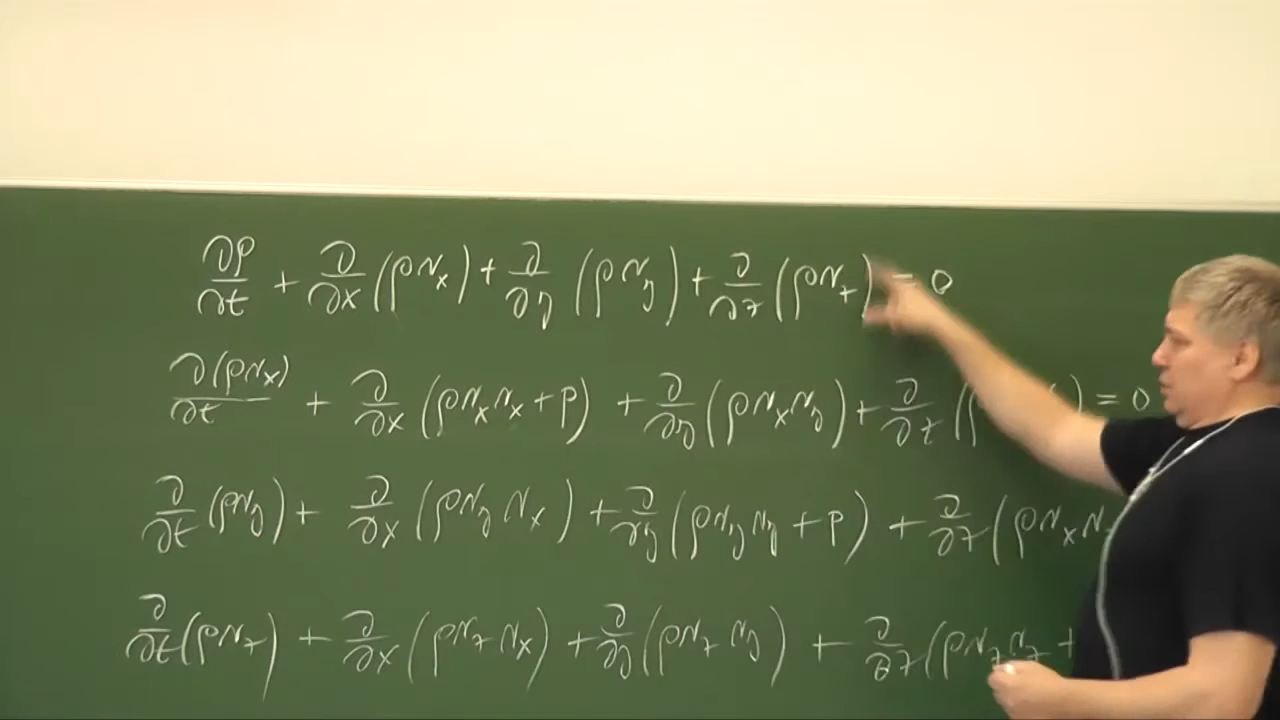 ∂ρ/∂t + ∂/∂x (ρv_x) + ∂/∂y (ρv_y) + ∂/∂z (ρv_z) = 0
∂(ρv_x)/∂t + ∂/∂x (ρv_x v_x + p) + ∂/∂y (ρv_x v_y) + ∂/∂z (ρ ) = 0
∂/∂t (ρv_y) + ∂/∂x (ρv_y v_x) + ∂/∂y (ρv_y v_y + p) + ∂/∂z (ρv_x v
∂/∂t (ρv_z) + ∂/∂x (ρv_z v_x) + ∂/∂y (ρv_z v_y) + ∂/∂z (ρv_z v_z +